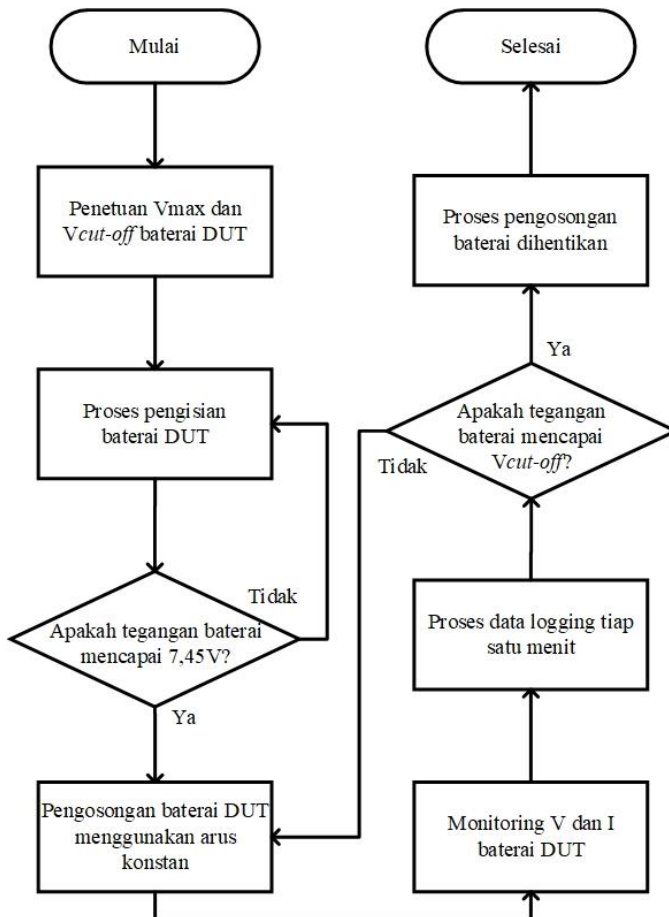 Mulai
Penetuan Vmax dan
Vcut-off baterai DUT
Proses pengisian
baterai DUT
Tidak
Apakah tegangan baterai
mencapai 7,45V?
Ya
Pengosongan baterai DUT
menggunakan arus
konstan
Selesai
Proses pengosongan
baterai dihentikan
Ya
Apakah tegangan
baterai mencapai
Vcut-off?
Tidak
Proses data logging tiap
satu menit
Monitoring V dan I
baterai DUT